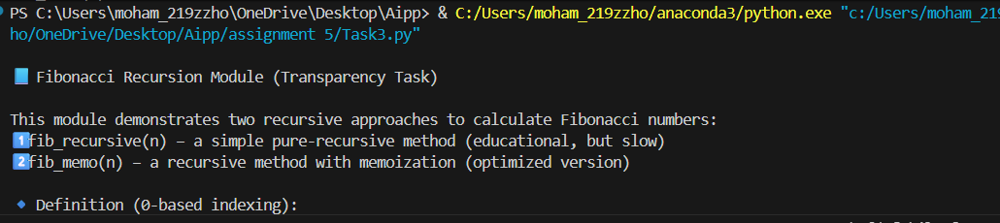 PS C:\Users\moham_219zzho\OneDrive\Desktop\Aipp> & C:/Users/moham_219zzho/anaconda3/python.exe "c:/Users/moham_219
ho/OneDrive/Desktop/Aipp/assignment 5/Task3.py"
📘 Fibonacci Recursion Module (Transparency Task)
This module demonstrates two recursive approaches to calculate Fibonacci numbers:
1️⃣fib_recursive(n) – a simple pure-recursive method (educational, but slow)
2️⃣fib_memo(n) – a recursive method with memoization (optimized version)
🔹 Definition (0-based indexing):